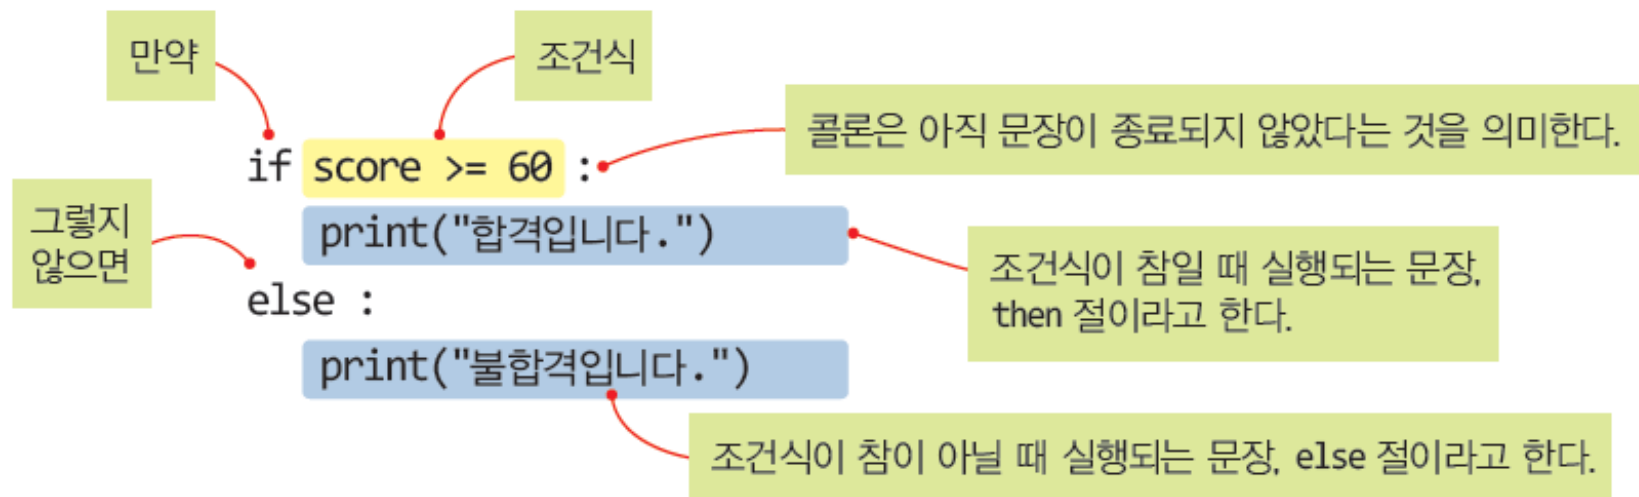 만약
조건식
콜론은 아직 문장이 종료되지 않았다는 것을 의미한다.
if score >= 60 :
그렇지
않으면
print("합격입니다.")
조건식이 참일 때 실행되는 문장,
then 절이라고 한다.
else :
print("불합격입니다.")
조건식이 참이 아닐 때 실행되는 문장, else 절이라고 한다.